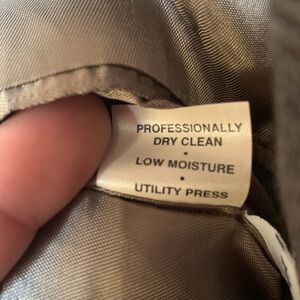 PROFESSIONALLY
DRY CLEAN
•
LOW MOISTURE
•
UTILITY PRESS